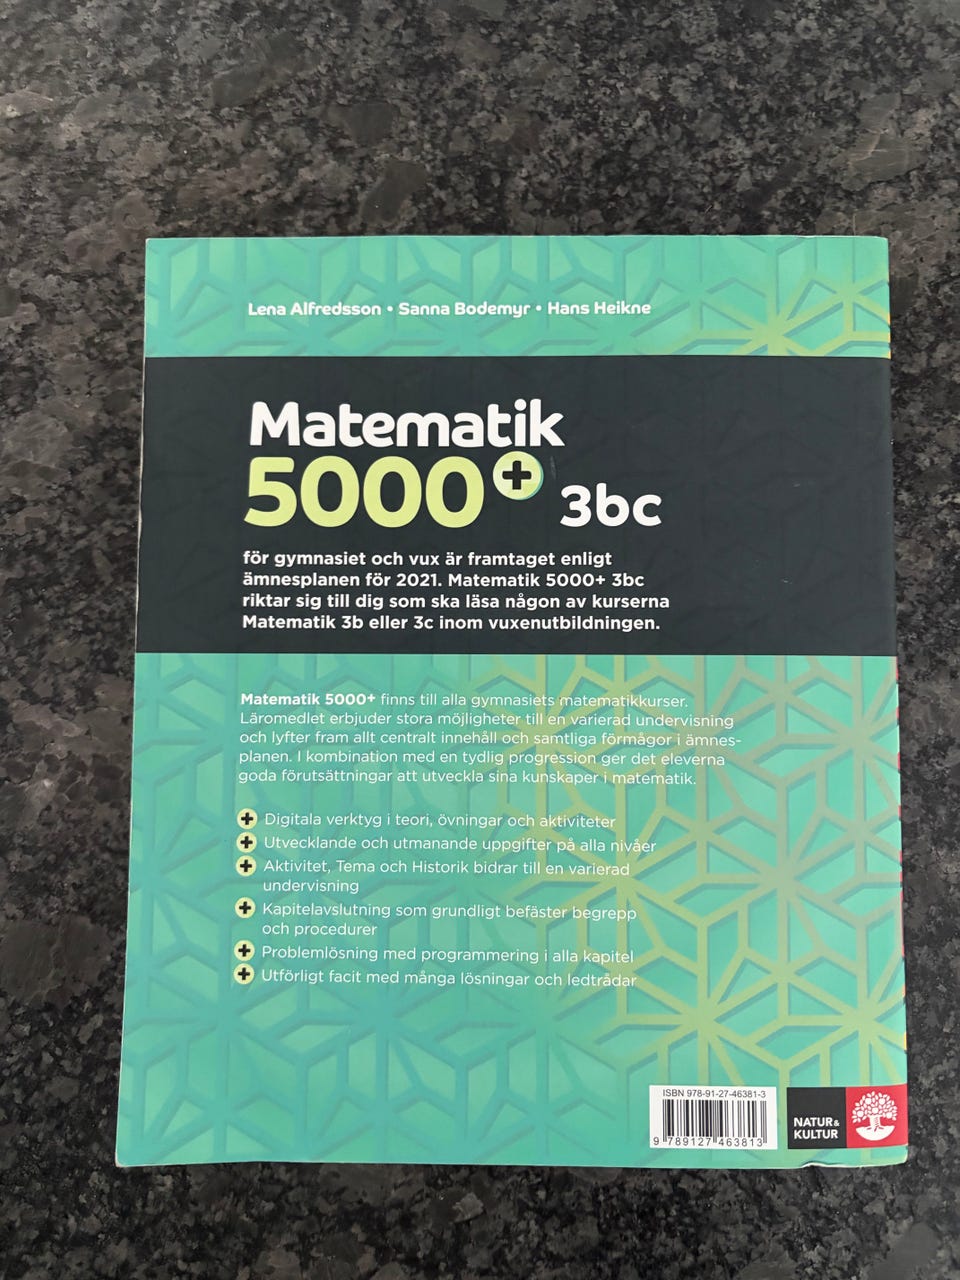 Lena Alfredsson • Sanna Bodemyr • Hans Heikne
Matematik
5000+ 3bc
för gymnasiet och vux är framtaget enligt
ämnesplanen för 2021. Matematik 5000+ 3bc
riktar sig till dig som ska läsa någon av kurserna
Matematik 3b eller 3c inom vuxenutbildningen.
Matematik 5000+ finns till alla gymnasiets matematikkurser.
Läromedlet erbjuder stora möjligheter till en varierad undervisning
och lyfter fram allt centralt innehåll och samtliga förmågor i ämnes-
planen. I kombination med en tydlig progression ger det eleverna
goda förutsättningar att utveckla sina kunskaper i matematik.
+ Digitala verktyg i teori, övningar och aktiviteter
+ Utvecklande och utmanande uppgifter på alla nivåer
+ Aktivitet, Tema och Historik bidrar till en varierad
undervisning
+ Kapitelavslutning som grundligt befäster begrepp
och procedurer
+ Problemlösning med programmering i alla kapitel
+ Utförligt facit med många lösningar och ledtrådar
ISBN 978-91-27-46381-3
9 789127 463813
NATUR &
KULTUR